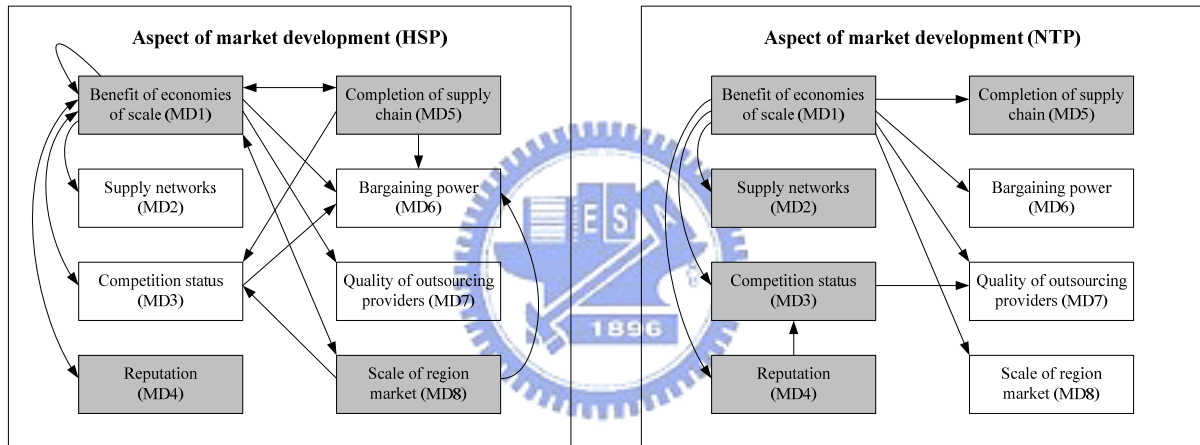 Aspect of market development (HSP)
Benefit of economies
of scale (MD1)
Completion of supply
chain (MD5)
Supply networks
(MD2)
Bargaining power
(MD6)
Competition status
(MD3)
Quality of outsourcing
providers (MD7)
Reputation
(MD4)
Scale of region
market (MD8)
Aspect of market development (NTP)
Benefit of economies
of scale (MD1)
Completion of supply
chain (MD5)
Supply networks
(MD2)
Bargaining power
(MD6)
Competition status
(MD3)
Quality of outsourcing
providers (MD7)
Reputation
(MD4)
Scale of region
market (MD8)
ES
1896